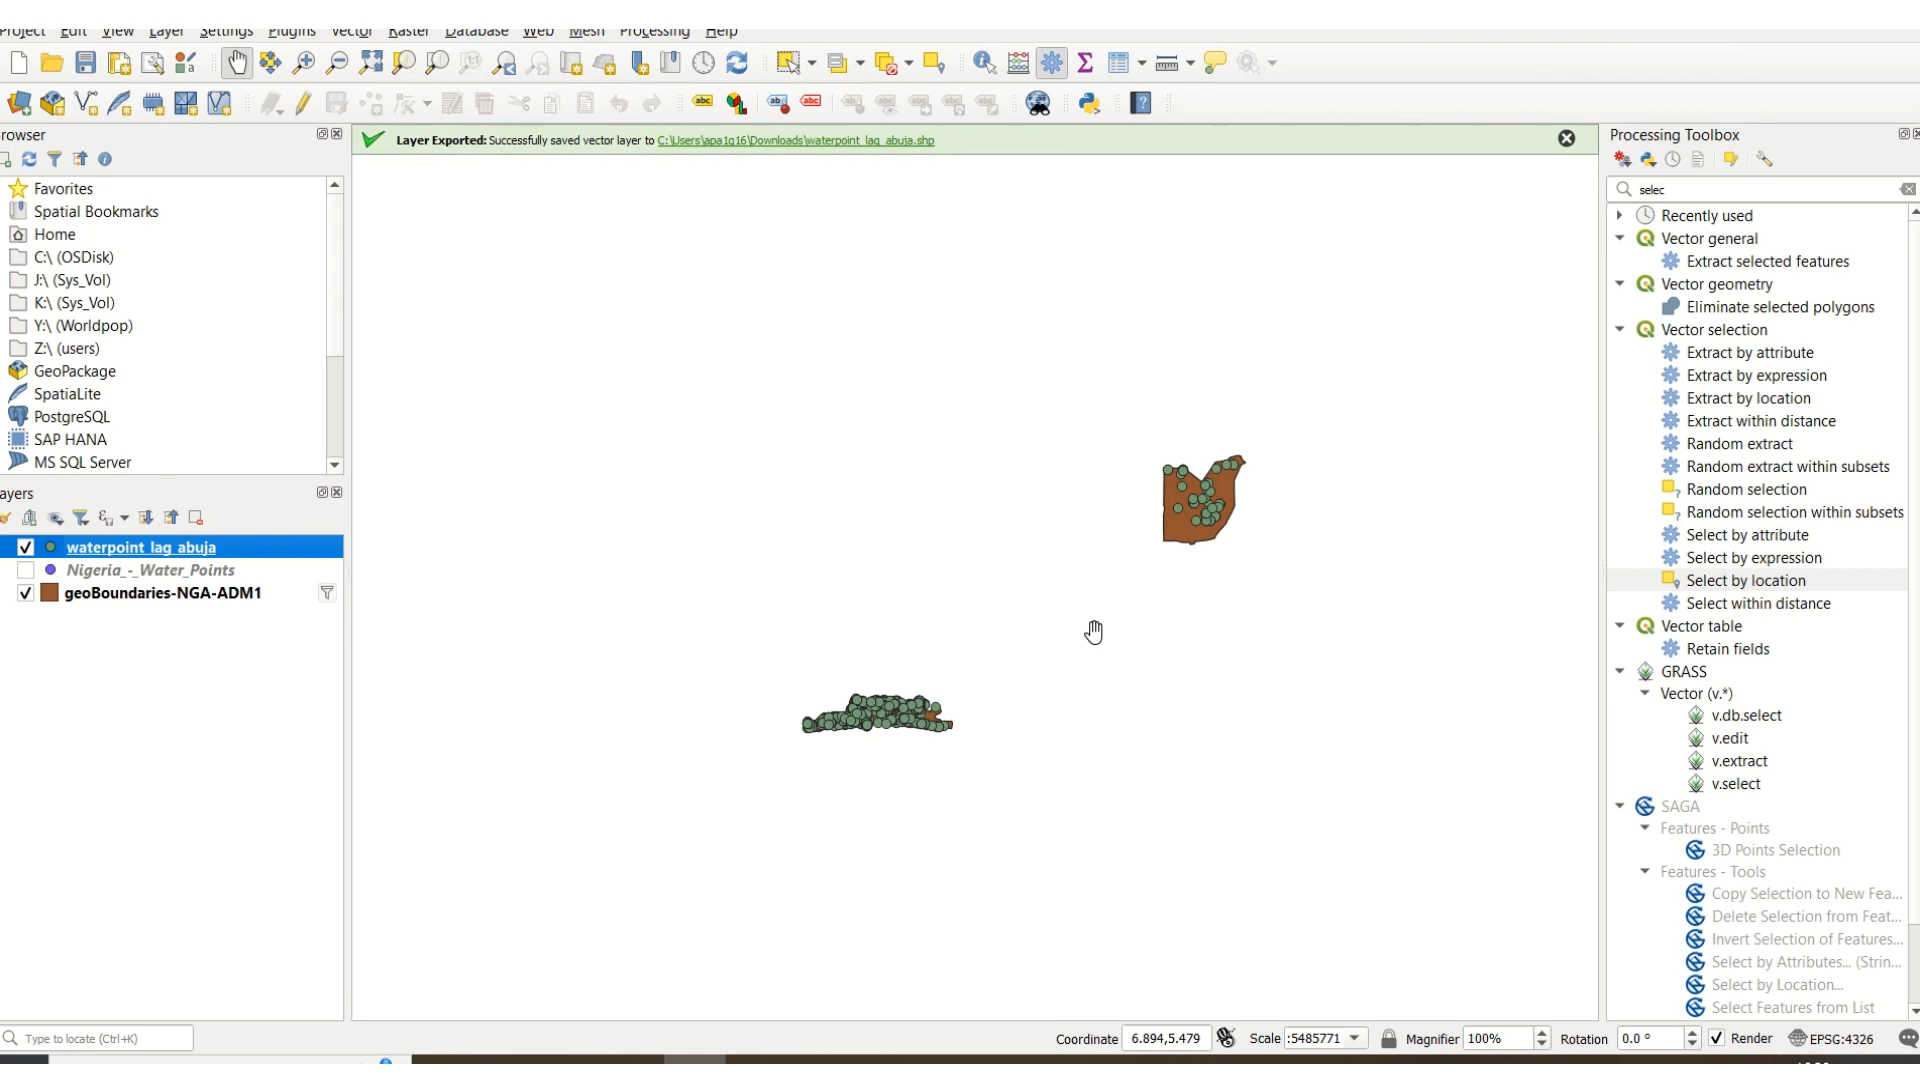 Project Edit View Layer Settings Plugins Vector Raster Database Web Mesh Processing Help
rowser
Layer Exported: Successfully saved vector layer to C:\Users\apa1g16\Downloads\waterpoint_lag_abuja.shp
Processing Toolbox
selec
Favorites
Spatial Bookmarks
Home
C:\ (OSDisk)
J:\ (Sys_Vol)
K:\ (Sys_Vol)
Y:\ (Worldpop)
Z:\ (users)
GeoPackage
SpatiaLite
PostgreSQL
SAP HANA
MS SQL Server
ayers
waterpoint_lag_abuja
Nigeria_-_Water_Points
geoBoundaries-NGA-ADM1
Recently used
Vector general
Extract selected features
Vector geometry
Eliminate selected polygons
Vector selection
Extract by attribute
Extract by expression
Extract by location
Extract within distance
Random extract
Random extract within subsets
Random selection
Random selection within subsets
Select by attribute
Select by expression
Select by location
Select within distance
Vector table
Retain fields
GRASS
Vector (v.*)
v.db.select
v.edit
v.extract
v.select
SAGA
Features - Points
3D Points Selection
Features - Tools
Copy Selection to New Fea...
Delete Selection from Feat...
Invert Selection of Features...
Select by Attributes... (Strin...
Select by Location...
Select Features from List
Type to locate (Ctrl+K)
Coordinate 6.894,5.479 Scale :5485771 Magnifier 100% Rotation 0.0 ° Render EPSG:4326